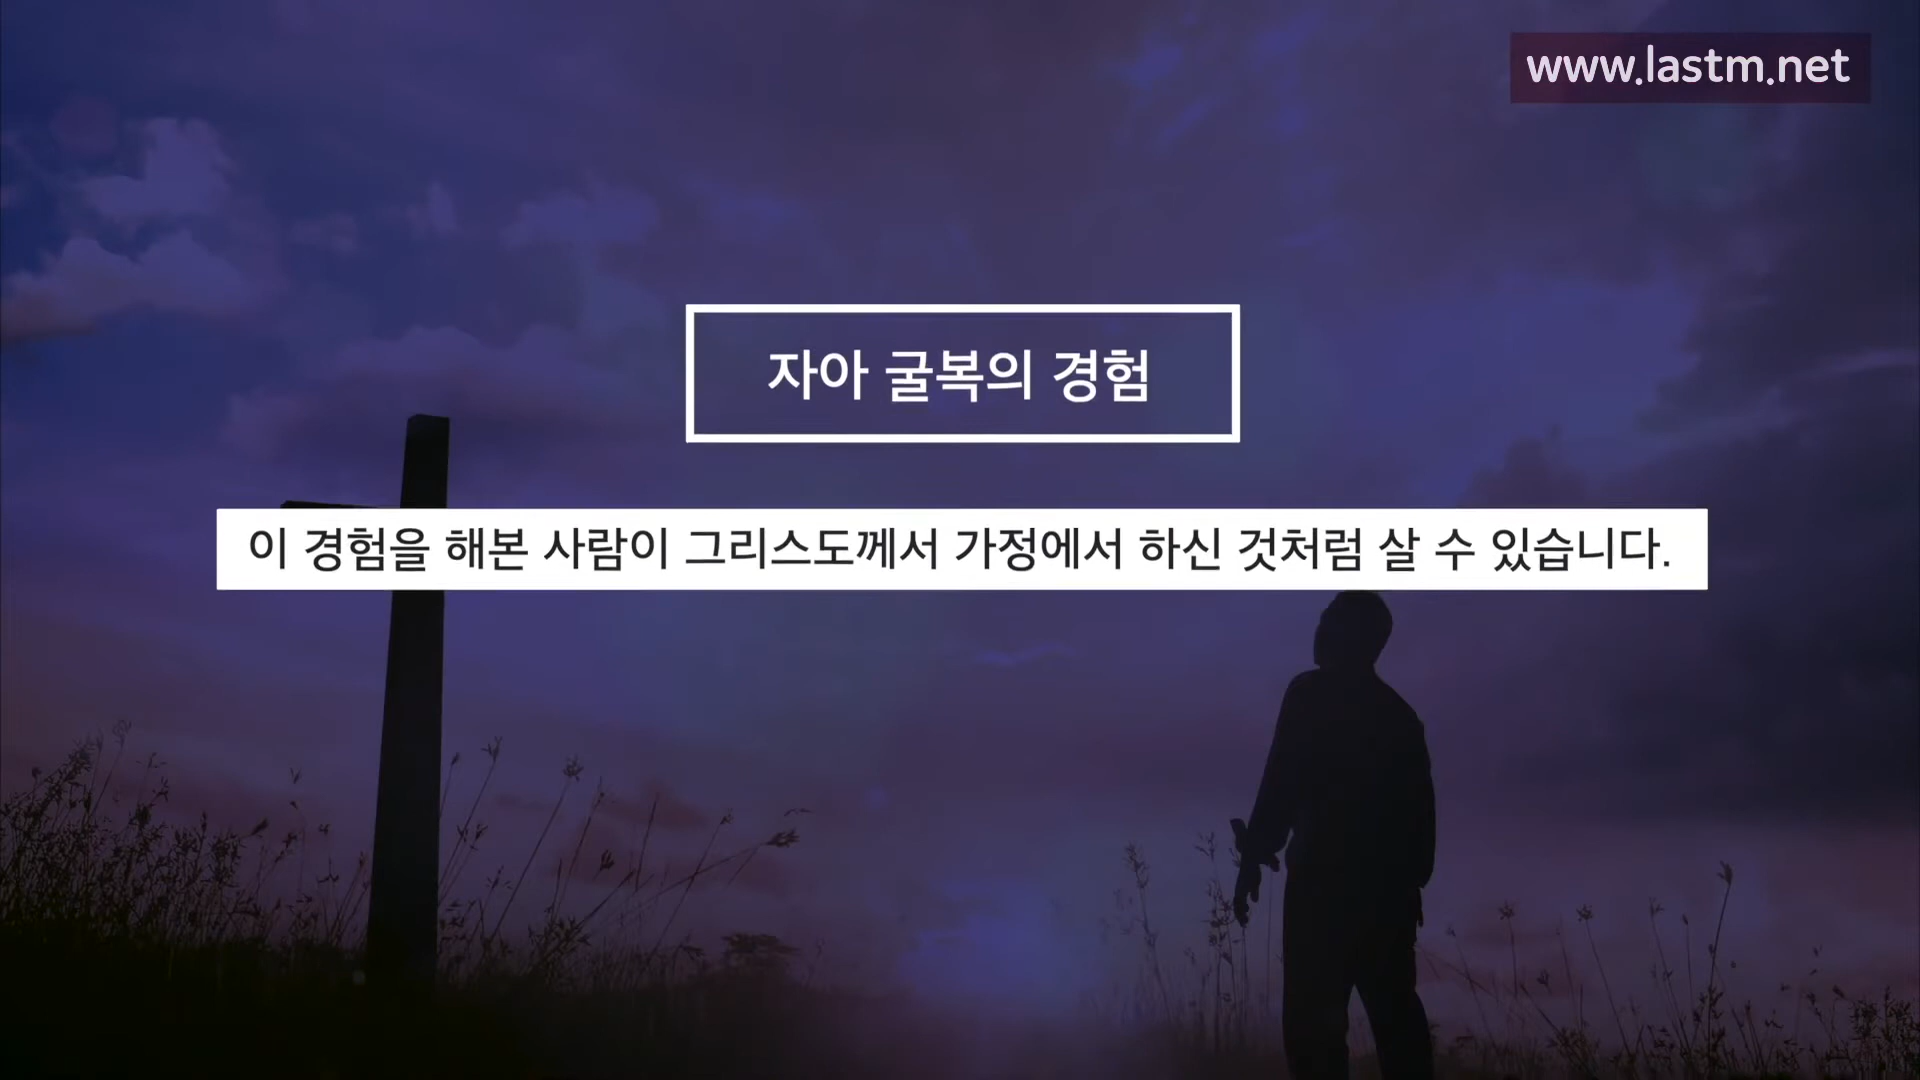 www.lastm.net
자아 굴복의 경험
이 경험을 해본 사람이 그리스도께서 가정에서 하신 것처럼 살 수 있습니다.